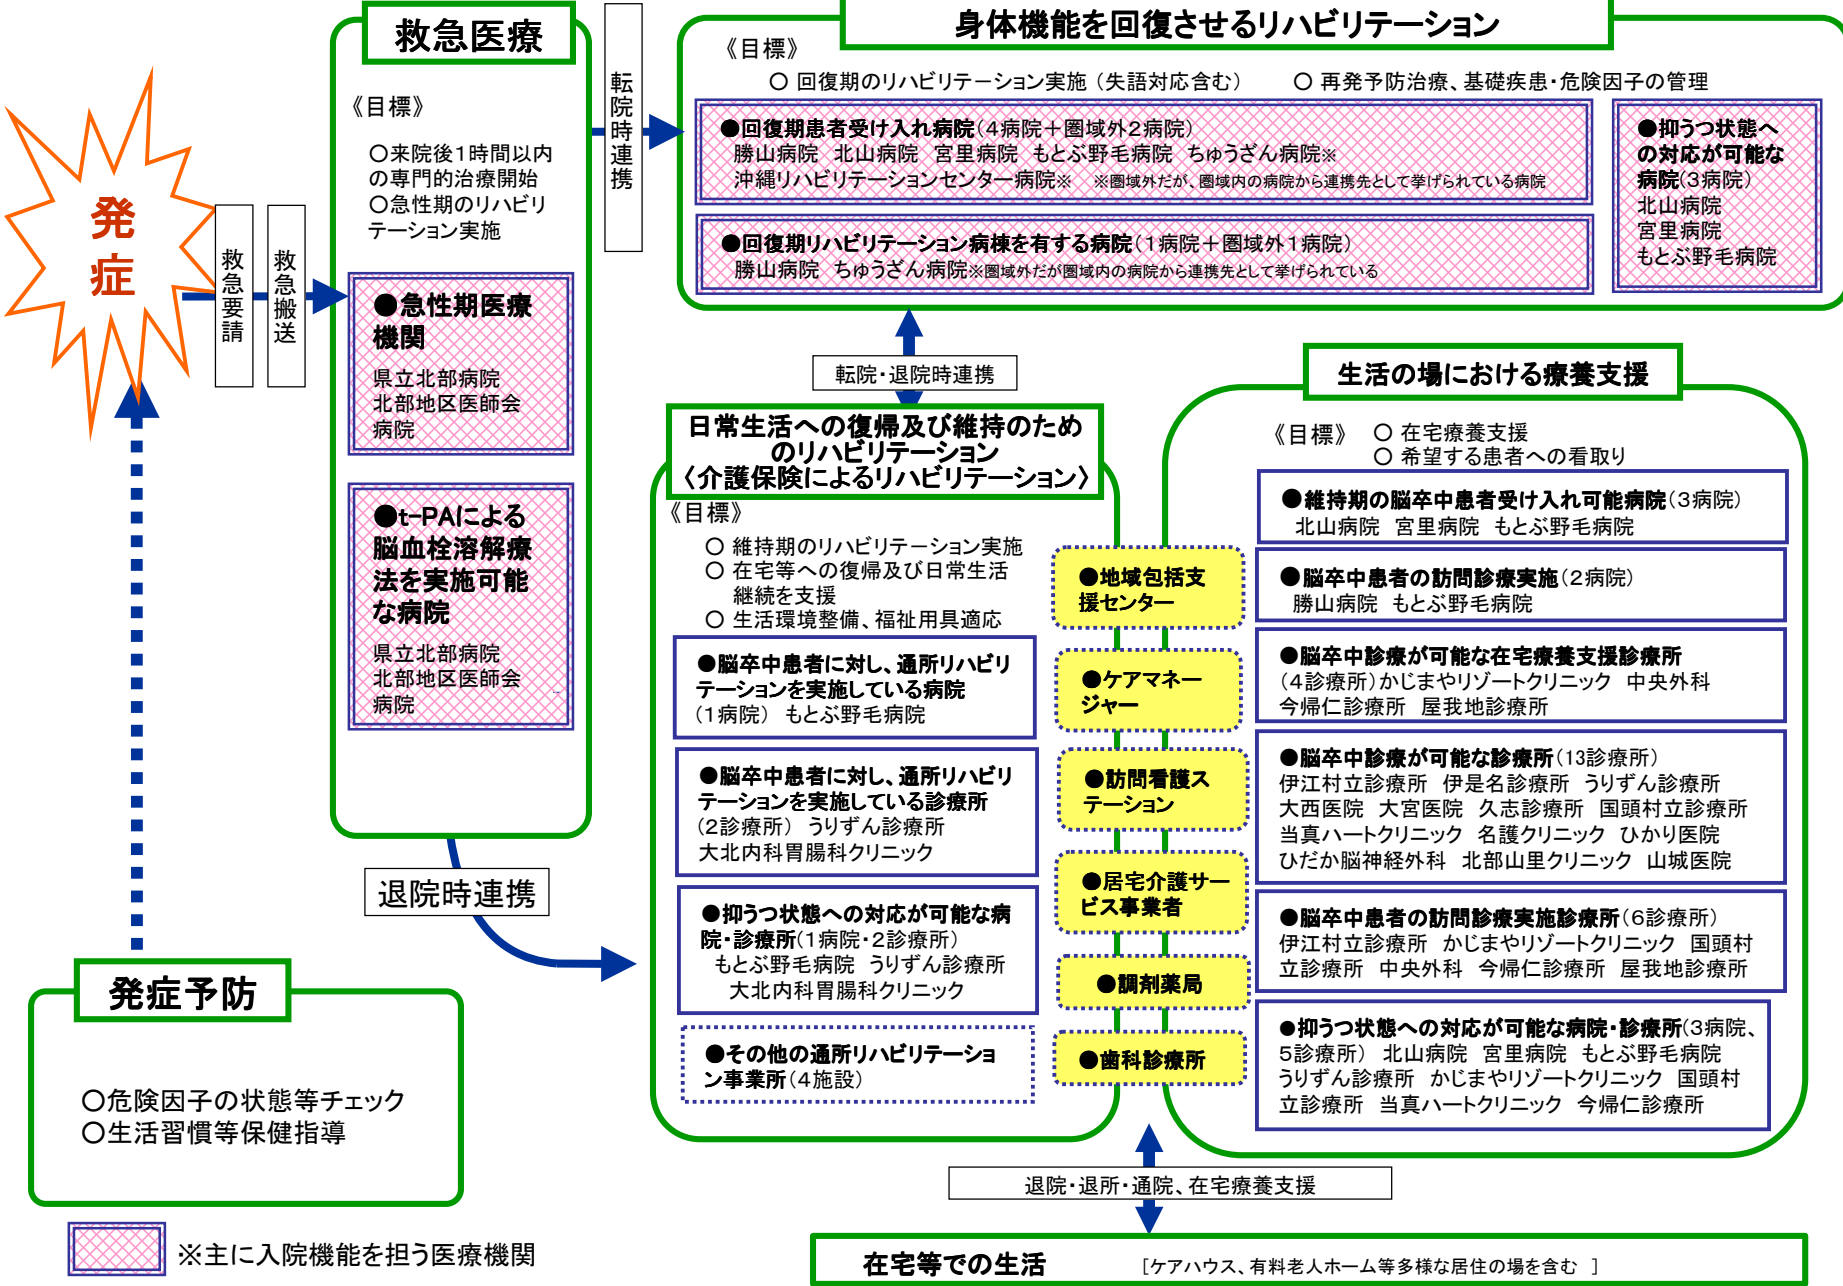 発
症
救急要請
救急搬送
救急医療
《目標》
○来院後1時間以内
の専門的治療開始
○急性期のリハビリ
テーション実施
●急性期医療
機関
県立北部病院
北部地区医師会
病院
●t-PAによる
脳血栓溶解療
法を実施可能
な病院
県立北部病院
北部地区医師会
病院
転院時連携
身体機能を回復させるリハビリテーション
《目標》
○ 回復期のリハビリテーション実施（失語対応含む） ○ 再発予防治療、基礎疾患・危険因子の管理
●回復期患者受け入れ病院（4病院＋圏域外2病院）
勝山病院 北山病院 宮里病院 もとぶ野毛病院 ちゅうざん病院※
沖縄リハビリテーションセンター病院※ ※圏域外だが、圏域内の病院から連携先として挙げられている病院
●回復期リハビリテーション病棟を有する病院（1病院＋圏域外1病院）
勝山病院 ちゅうざん病院※圏域外だが圏域内の病院から連携先として挙げられている
●抑うつ状態へ
の対応が可能な
病院（3病院）
北山病院
宮里病院
もとぶ野毛病院
転院・退院時連携
日常生活への復帰及び維持のため
のリハビリテーション
〈介護保険によるリハビリテーション〉
《目標》
○ 維持期のリハビリテーション実施
○ 在宅等への復帰及び日常生活
継続を支援
○ 生活環境整備、福祉用具適応
●脳卒中患者に対し、通所リハビリ
テーションを実施している病院
（1病院） もとぶ野毛病院
●脳卒中患者に対し、通所リハビリ
テーションを実施している診療所
（2診療所） うりずん診療所
大北内科胃腸科クリニック
●抑うつ状態への対応が可能な病
院・診療所（1病院・2診療所）
もとぶ野毛病院 うりずん診療所
大北内科胃腸科クリニック
●その他の通所リハビリテーショ
ン事業所（4施設）
●地域包括支
援センター
●ケアマネー
ジャー
●訪問看護ス
テーション
●居宅介護サー
ビス事業者
●調剤薬局
●歯科診療所
生活の場における療養支援
《目標》 ○ 在宅療養支援
○ 希望する患者への看取り
●維持期の脳卒中患者受け入れ可能病院（3病院）
北山病院 宮里病院 もとぶ野毛病院
●脳卒中患者の訪問診療実施（2病院）
勝山病院 もとぶ野毛病院
●脳卒中診療が可能な在宅療養支援診療所
（4診療所）かじまやリゾートクリニック 中央外科
今帰仁診療所 屋我地診療所
●脳卒中診療が可能な診療所（13診療所）
伊江村立診療所 伊是名診療所 うりずん診療所
大西医院 大宮医院 久志診療所 国頭村立診療所
当真ハートクリニック 名護クリニック ひかり医院
ひだか脳神経外科 北部山里クリニック 山城医院
●脳卒中患者の訪問診療実施診療所（6診療所）
伊江村立診療所 かじまやリゾートクリニック 国頭村
立診療所 中央外科 今帰仁診療所 屋我地診療所
●抑うつ状態への対応が可能な病院・診療所（3病院、
5診療所） 北山病院 宮里病院 もとぶ野毛病院
うりずん診療所 かじまやリゾートクリニック 国頭村
立診療所 当真ハートクリニック 今帰仁診療所
退院時連携
発症予防
○危険因子の状態等チェック
○生活習慣等保健指導
※主に入院機能を担う医療機関
退院・退所・通院、在宅療養支援
在宅等での生活 ［ケアハウス、有料老人ホーム等多様な居住の場を含む ］